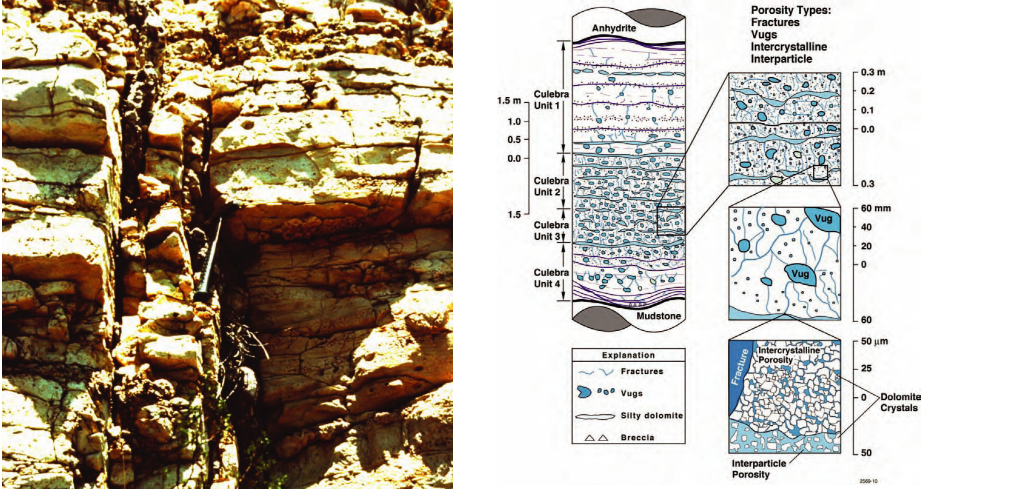 Porosity Types:
Fractures
Vugs
Intercrystalline
Interparticle
Anhydrite
Culebra
Unit 1
1.5 m
1.0
0.5
0.0
1.5
Culebra
Unit 2
Culebra
Unit 3
Culebra
Unit 4
Mudstone
0.3 m
0.2
0.1
0.0
0.3
Vug
Vug
60 mm
40
20
0
60
Fracture
Intercrystalline
Porosity
50 µm
25
0
50
Dolomite
Crystals
Interparticle
Porosity
Explanation
Fractures
Vugs
Silty dolomite
Breccia
2569-10